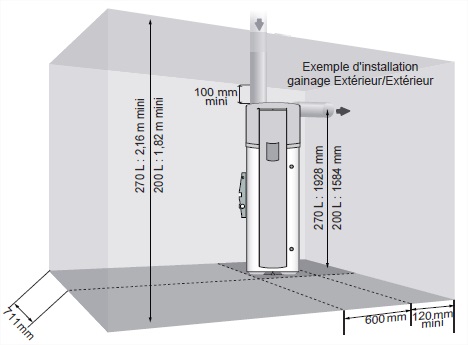 Exemple d'installation
gainage Extérieur/Extérieur
100 mm
mini
270 L : 2,16 m mini
200 L : 1,82 m mini
270 L : 1928 mm
200 L : 1584 mm
711mm
600 mm
120 mm
mini